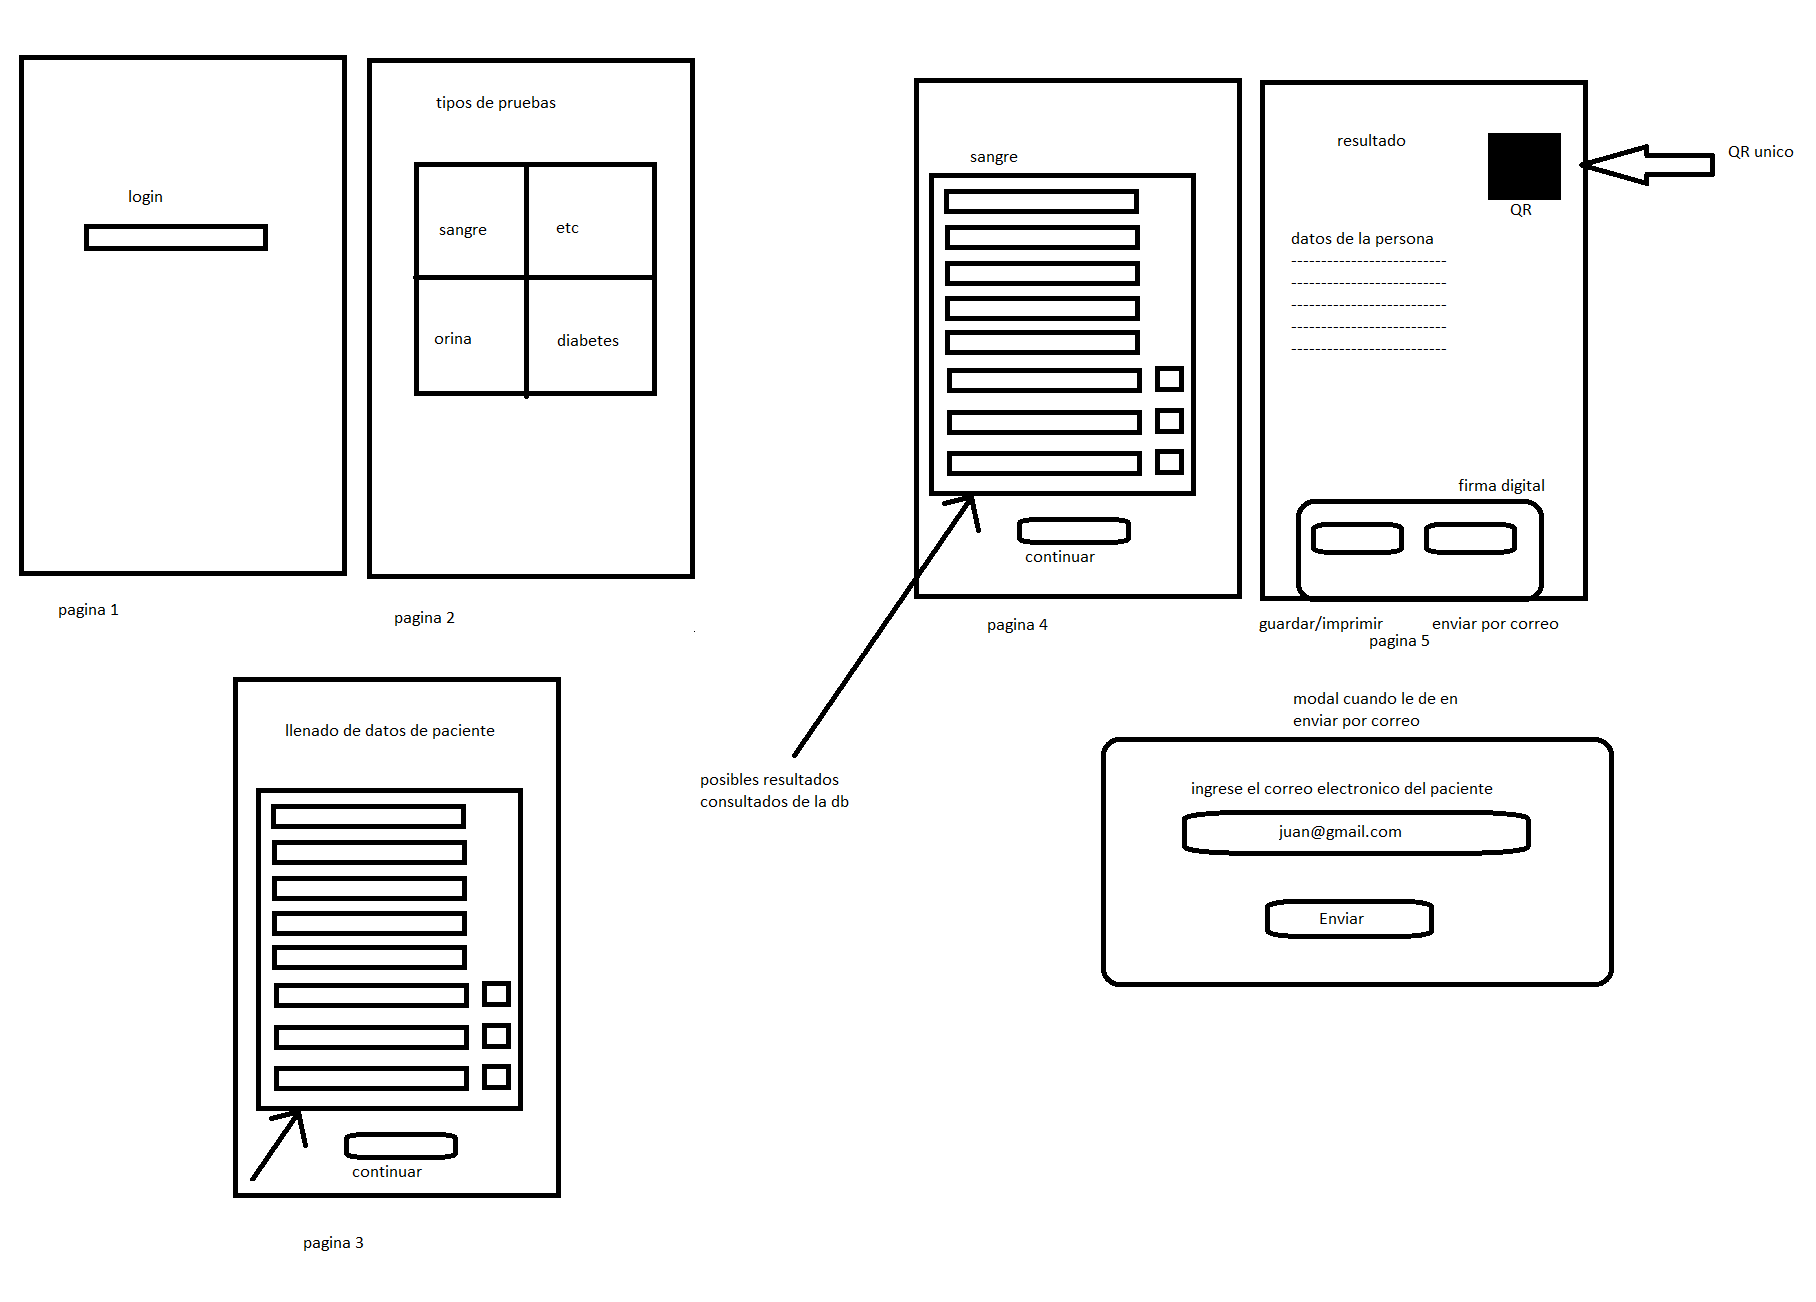 login
pagina 1
tipos de pruebas
sangre
etc
orina
diabetes
pagina 2
llenado de datos de paciente
continuar
pagina 3
sangre
posibles resultados
consultados de la db
continuar
pagina 4
resultado
QR
QR unico
datos de la persona
--------------------------
--------------------------
--------------------------
--------------------------
--------------------------
firma digital
guardar/imprimir
enviar por correo
pagina 5
modal cuando le de en
enviar por correo
ingrese el correo electronico del paciente
juan@gmail.com
Enviar